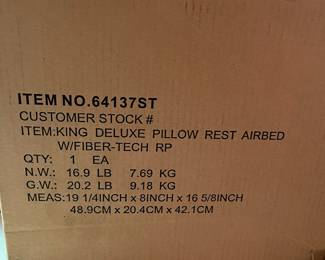 ITEM NO.64137ST
CUSTOMER STOCK #
ITEM:KING DELUXE PILLOW REST AIRBED
W/FIBER-TECH RP
QTY: 1 EA
N.W.: 16.9 LB 7.69 KG
G.W.: 20.2 LB 9.18 KG
MEAS:19 1/4INCH x 8INCH x 16 5/8INCH
48.9CM x 20.4CM x 42.1CM